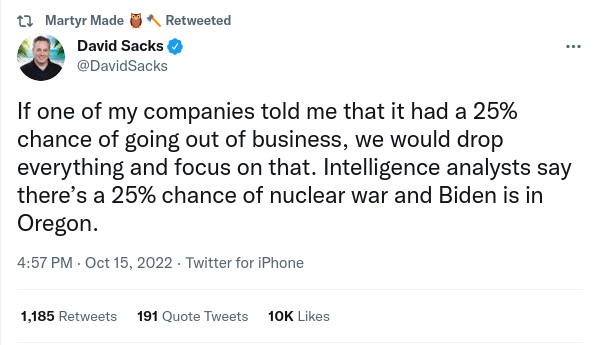 Martyr Made 🦉🪓 Retweeted
David Sacks
@DavidSacks
If one of my companies told me that it had a 25%
chance of going out of business, we would drop
everything and focus on that. Intelligence analysts say
there’s a 25% chance of nuclear war and Biden is in
Oregon.
4:57 PM · Oct 15, 2022 · Twitter for iPhone
1,185 Retweets 191 Quote Tweets 10K Likes